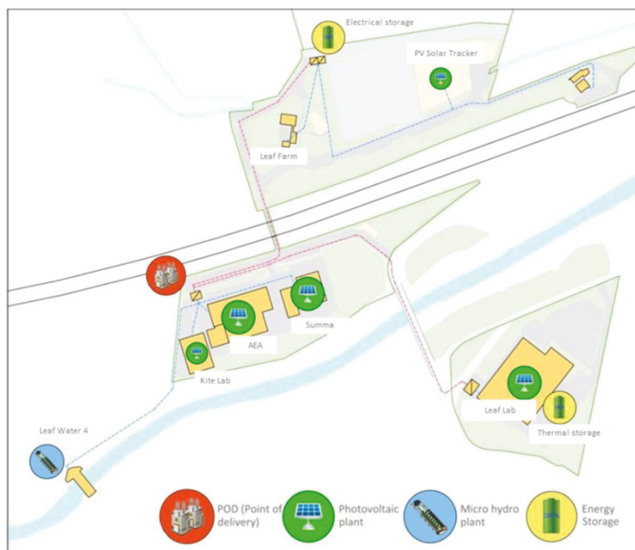 Electrical storage
PV Solar Tracker
Leaf Farm
Summa
AEA
Kite Lab
Leaf Lab
Thermal storage
Leaf Water 4
POD (Point of
delivery)
Photovoltaic
plant
Micro hydro
plant
Energy
Storage